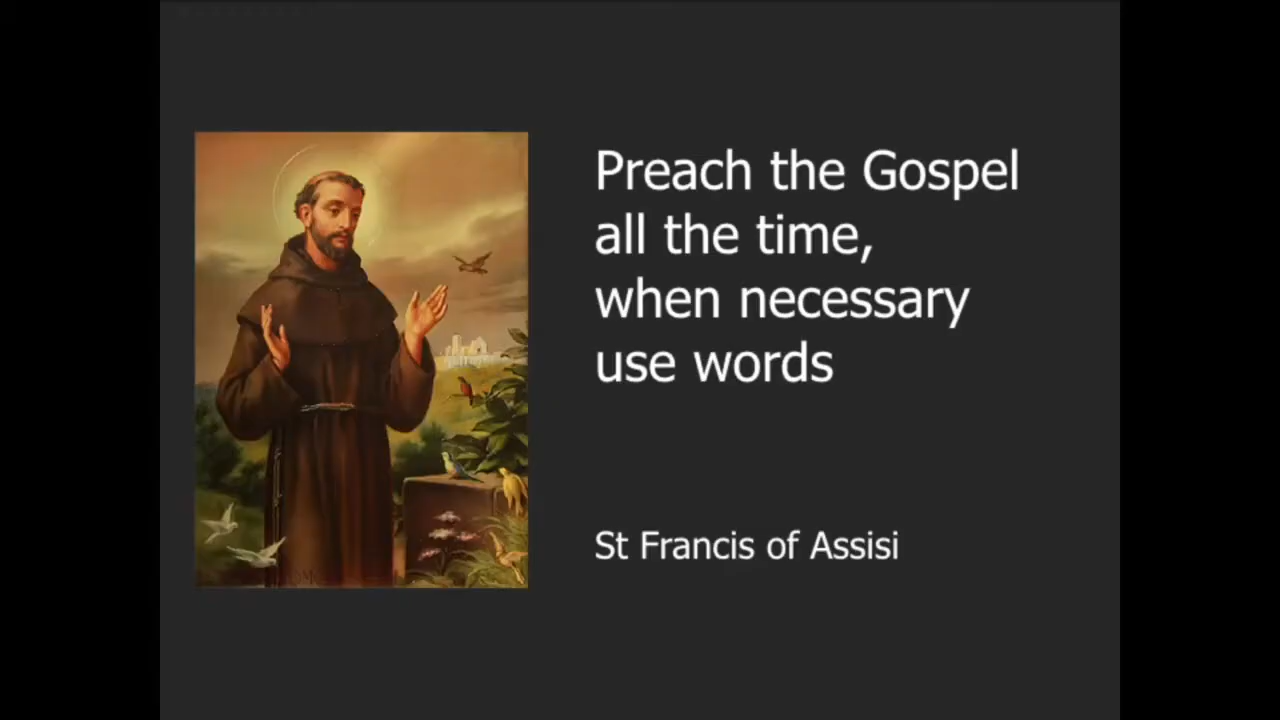 Preach the Gospel
all the time,
when necessary
use words
St Francis of Assisi